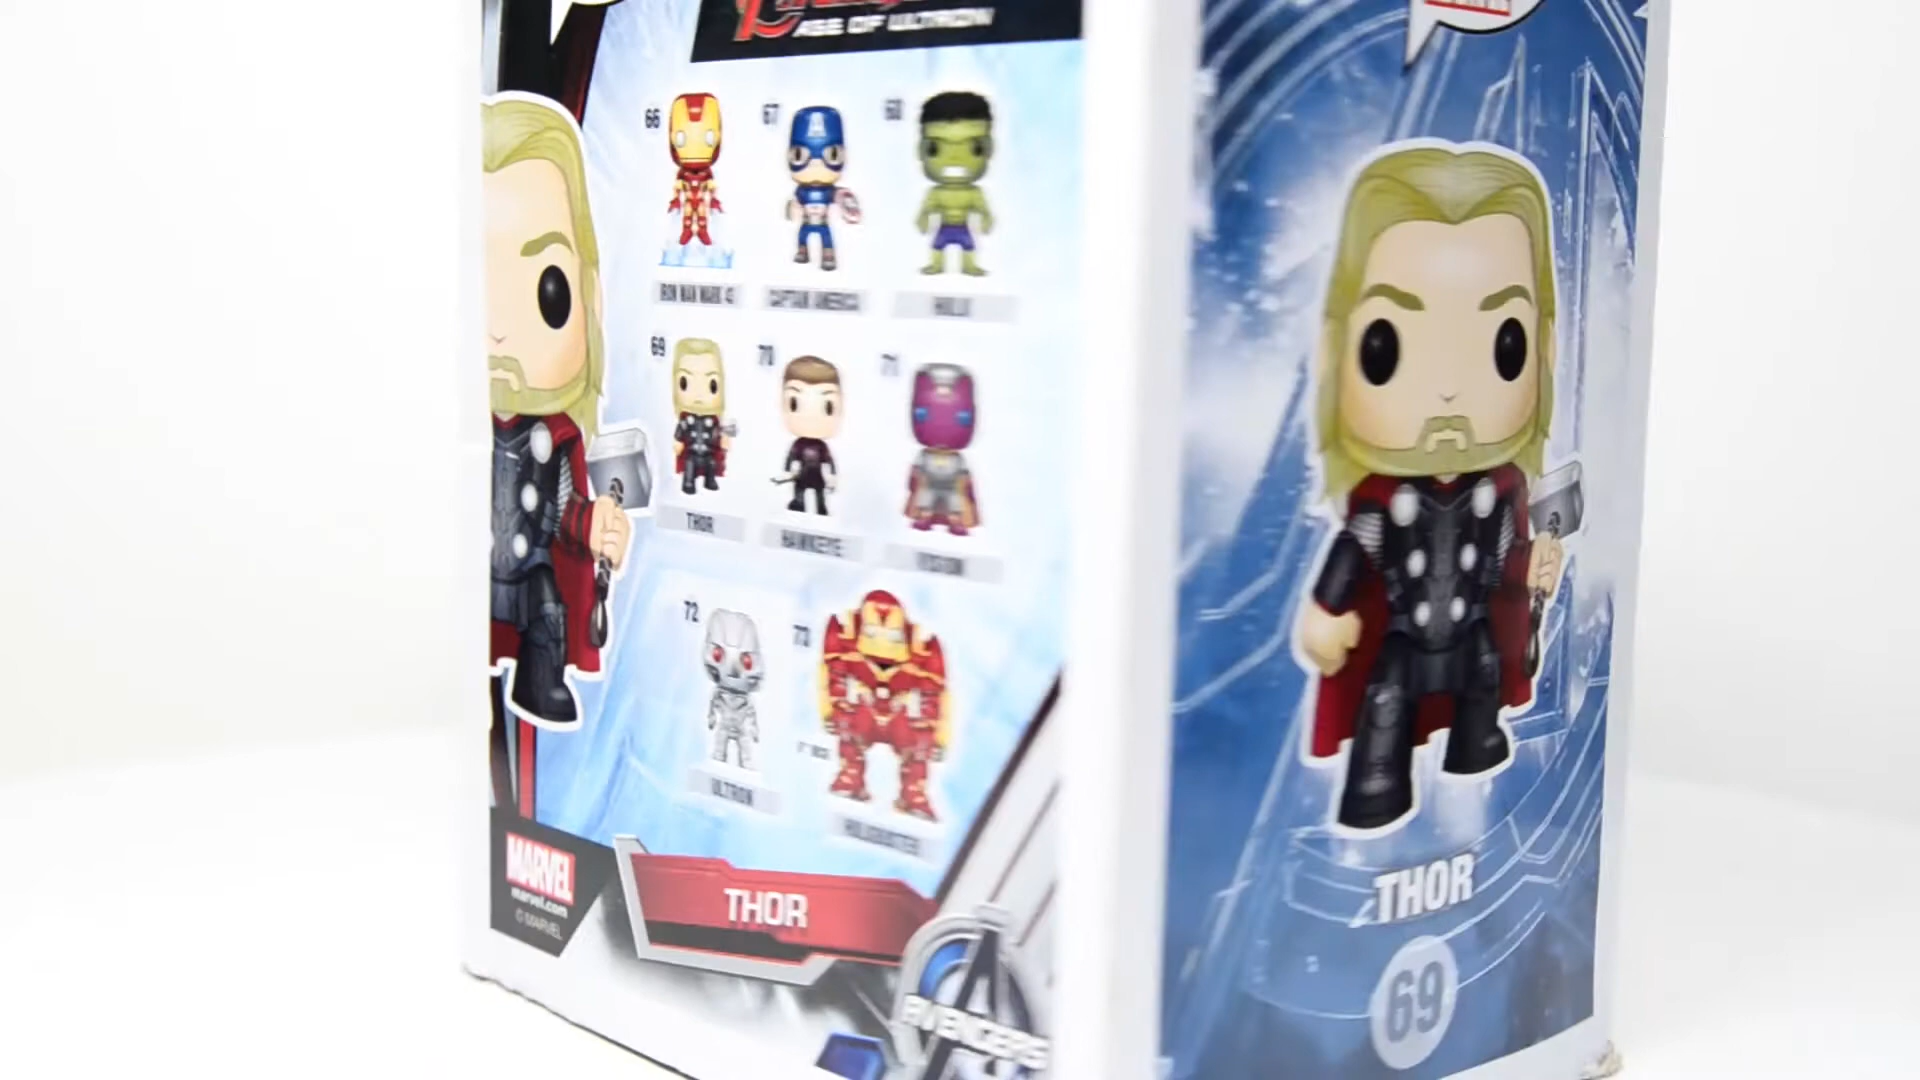 AGE OF ULTRON
66
67
68
IRON MAN MARK 43
CAPTAIN AMERICA
HULK
69
70
71
THOR
HAWKEYE
VISION
72
73
ULTRON
HULKBUSTER
MARVEL
marvel.com
© MARVEL
THOR
AVENGERS
THOR
69